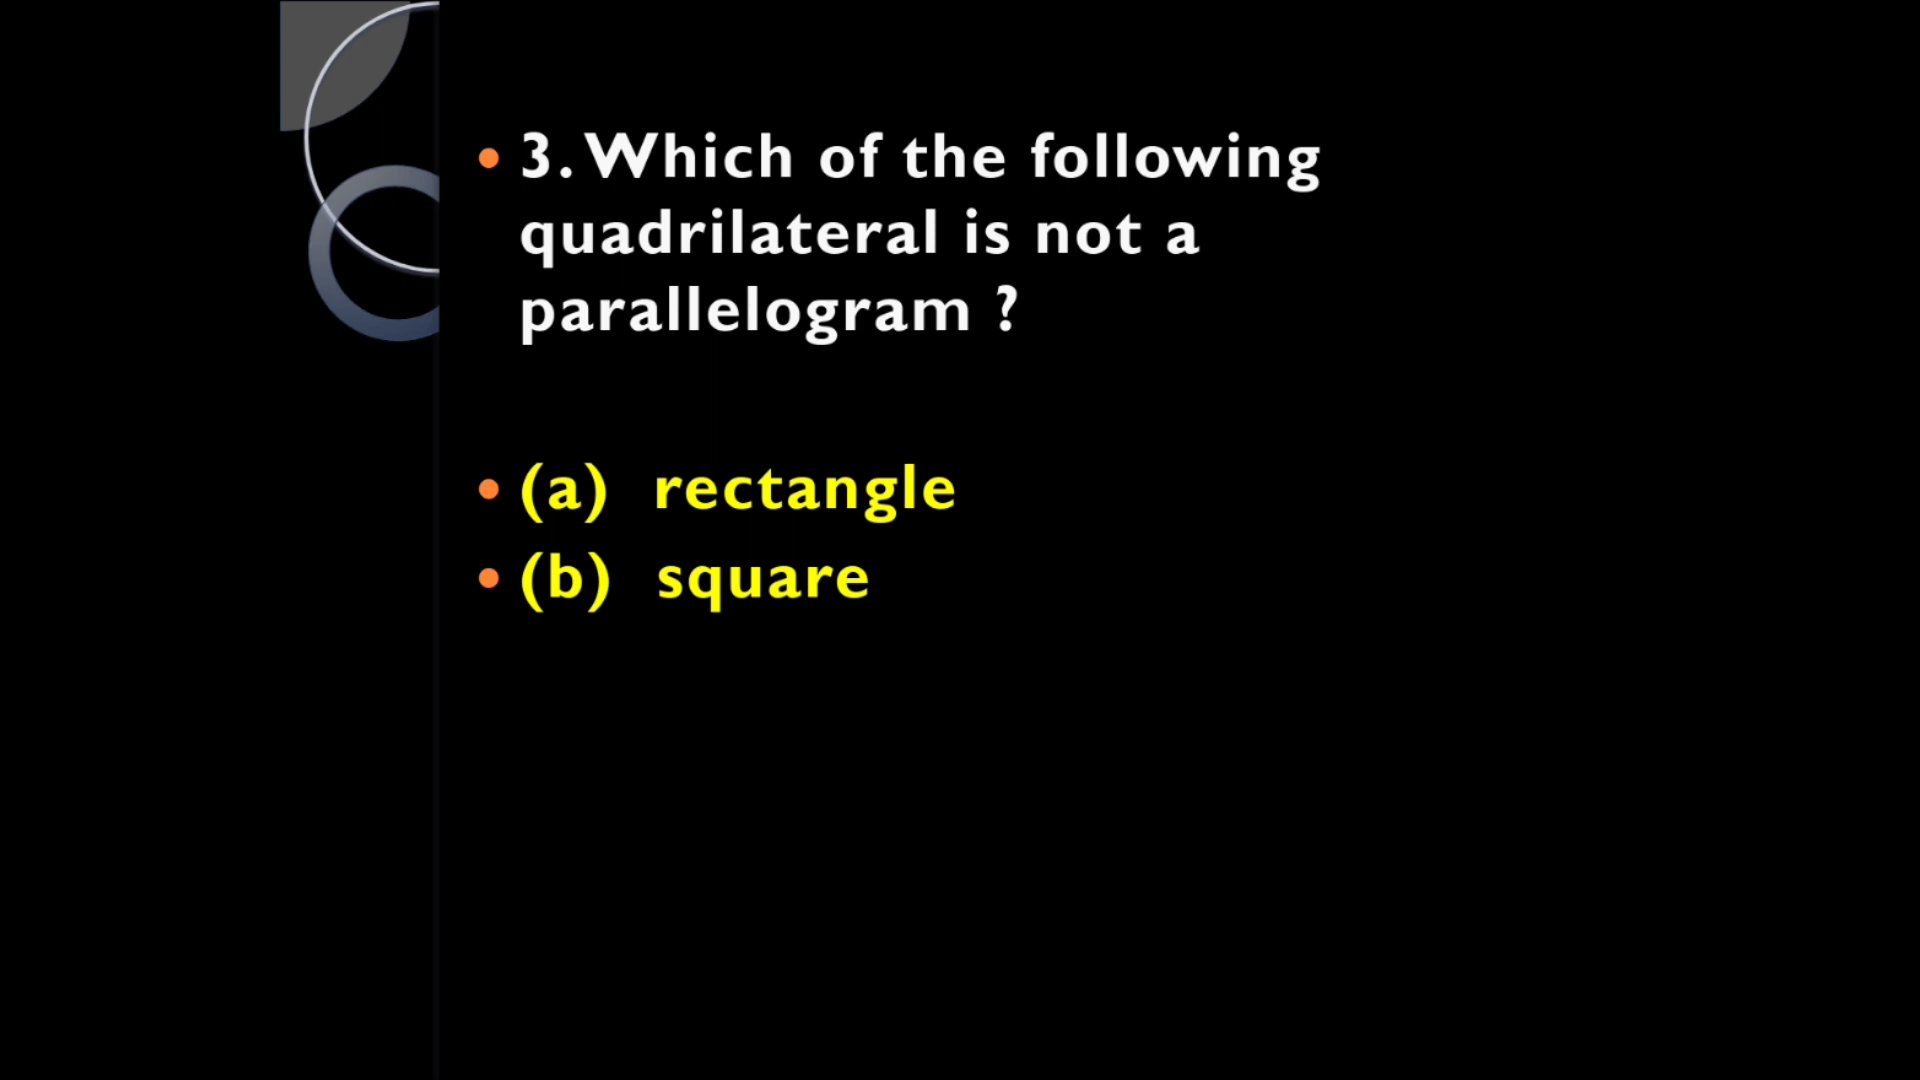 • 3. Which of the following
quadrilateral is not a
parallelogram ?
• (a) rectangle
• (b) square